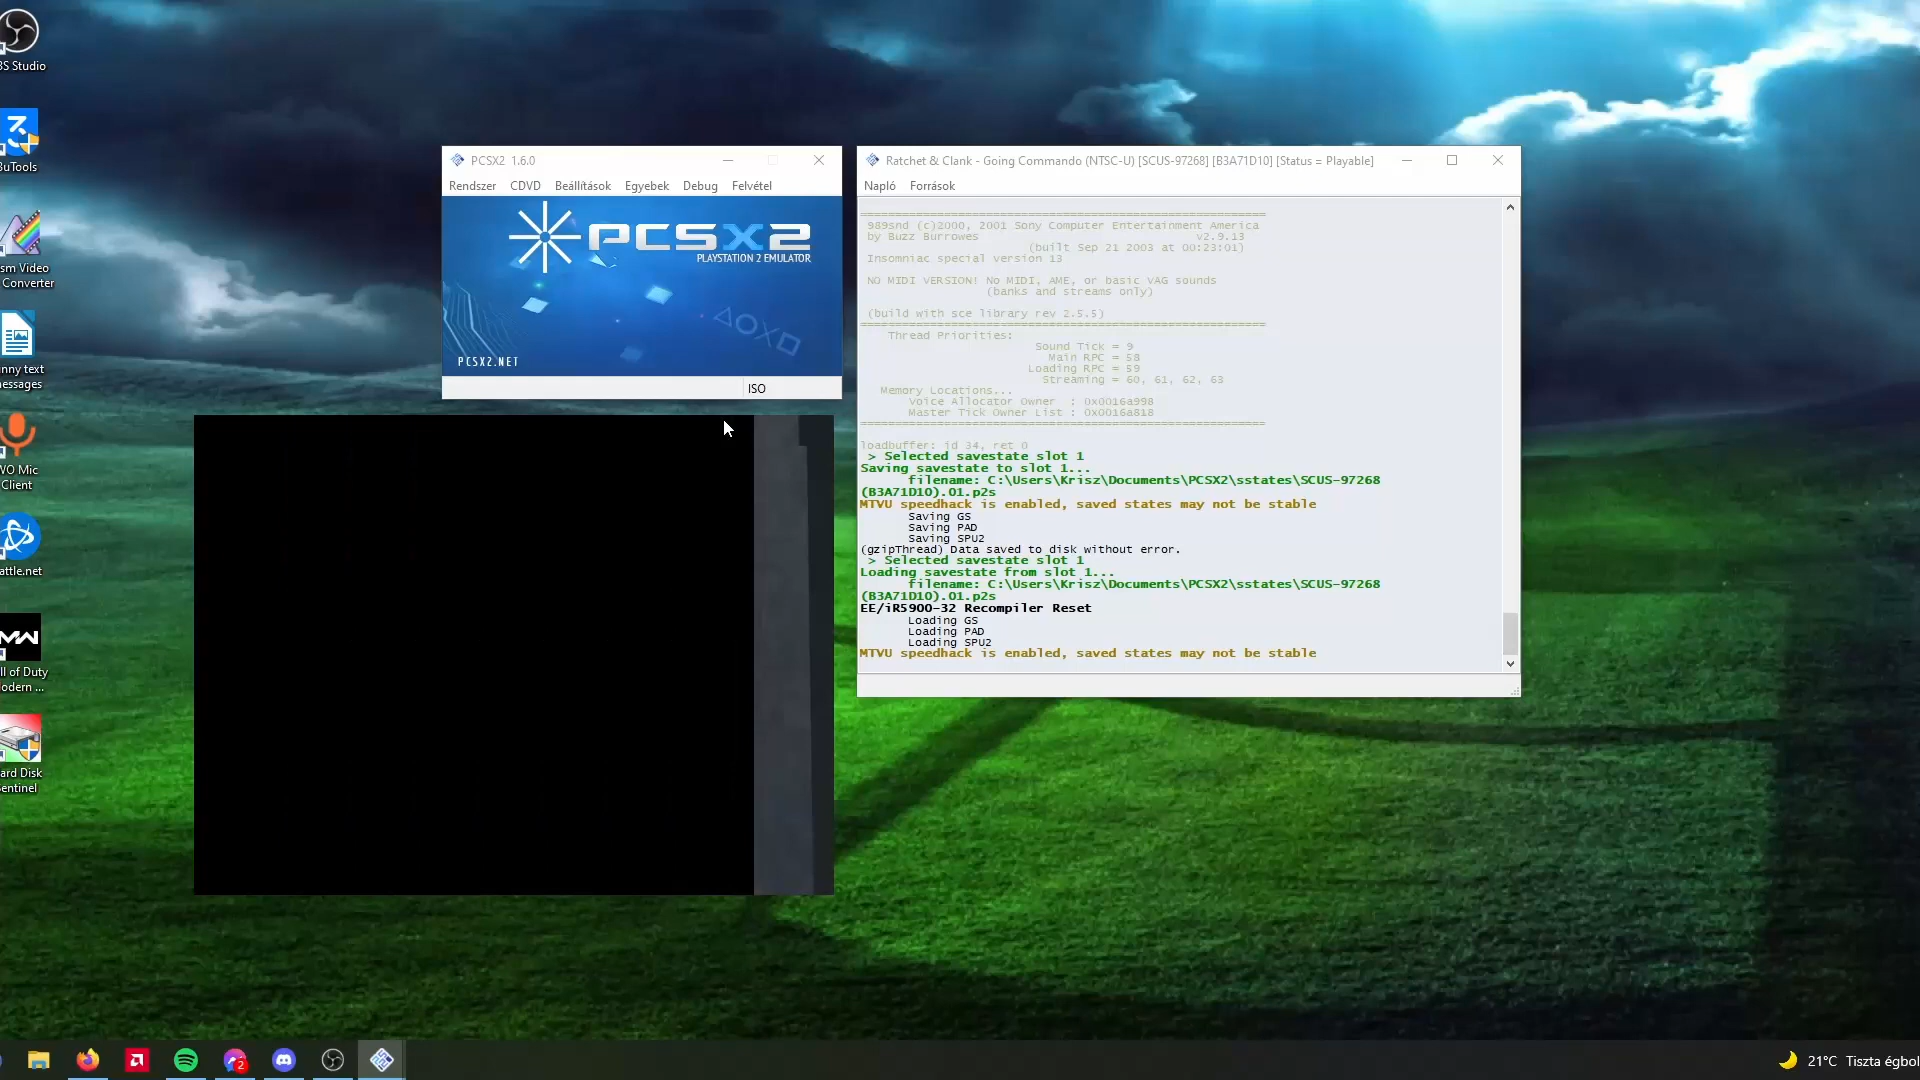 3S Studio
3uTools
sm Video
Converter
nny text
nessages
WO Mic
Client
attle.net
ll of Duty
odern ...
ard Disk
entinel
PCSX2 1.6.0
Rendszer CDVD Beállítások Egyebek Debug Felvétel
PCSX2
PLAYSTATION 2 EMULATOR
PCSX2.NET
ISO
Ratchet & Clank - Going Commando (NTSC-U) [SCUS-97268] [B3A71D10] [Status = Playable]
Napló Források
989snd (c)2000, 2001 Sony Computer Entertainment America
by Buzz Burrowes v2.9.13
(built Sep 21 2003 at 00:23:01)
Insomniac special version 13
NO MIDI VERSION! No MIDI, AME, or basic VAG sounds
(banks and streams only)
(build with sce library rev 2.5.5)
Thread Priorities:
Sound Tick = 9
Main RPC = 58
Loading RPC = 59
Streaming = 60, 61, 62, 63
Memory Locations...
Voice Allocator Owner : 0x0016a998
Master Tick Owner List : 0x0016a818
loadbuffer: id 34, ret 0
> Selected savestate slot 1
Saving savestate to slot 1...
filename: C:\Users\Krisz\Documents\PCSX2\sstates\SCUS-97268
(B3A71D10).01.p2s
MTVU speedhack is enabled, saved states may not be stable
Saving GS
Saving PAD
Saving SPU2
(gzipThread) Data saved to disk without error.
> Selected savestate slot 1
Loading savestate from slot 1...
filename: C:\Users\Krisz\Documents\PCSX2\sstates\SCUS-97268
(B3A71D10).01.p2s
EE/iR5900-32 Recompiler Reset
Loading GS
Loading PAD
Loading SPU2
MTVU speedhack is enabled, saved states may not be stable
2
21°C Tiszta égbol